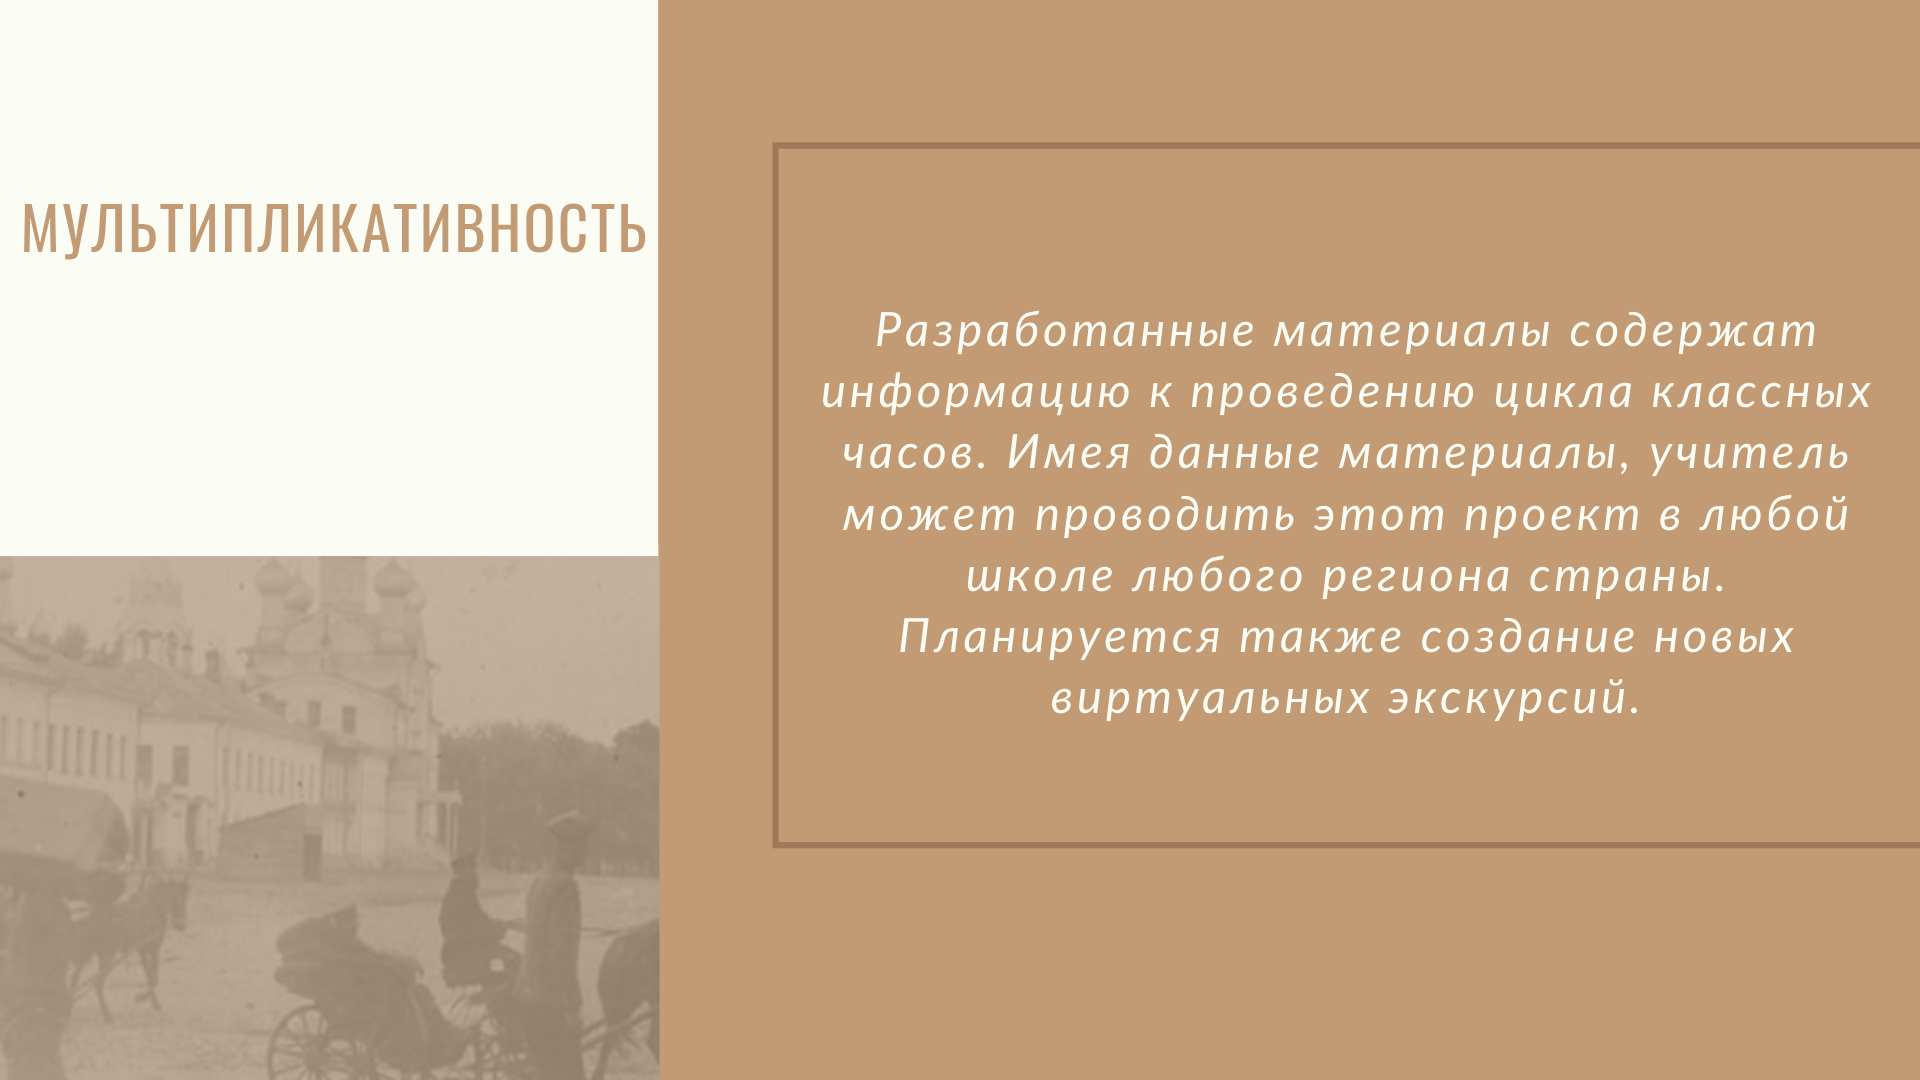 МУЛЬТИПЛИКАТИВНОСТЬ
Разработанные материалы содержат
информацию к проведению цикла классных
часов. Имея данные материалы, учитель
может проводить этот проект в любой
школе любого региона страны.
Планируется также создание новых
виртуальных экскурсий.